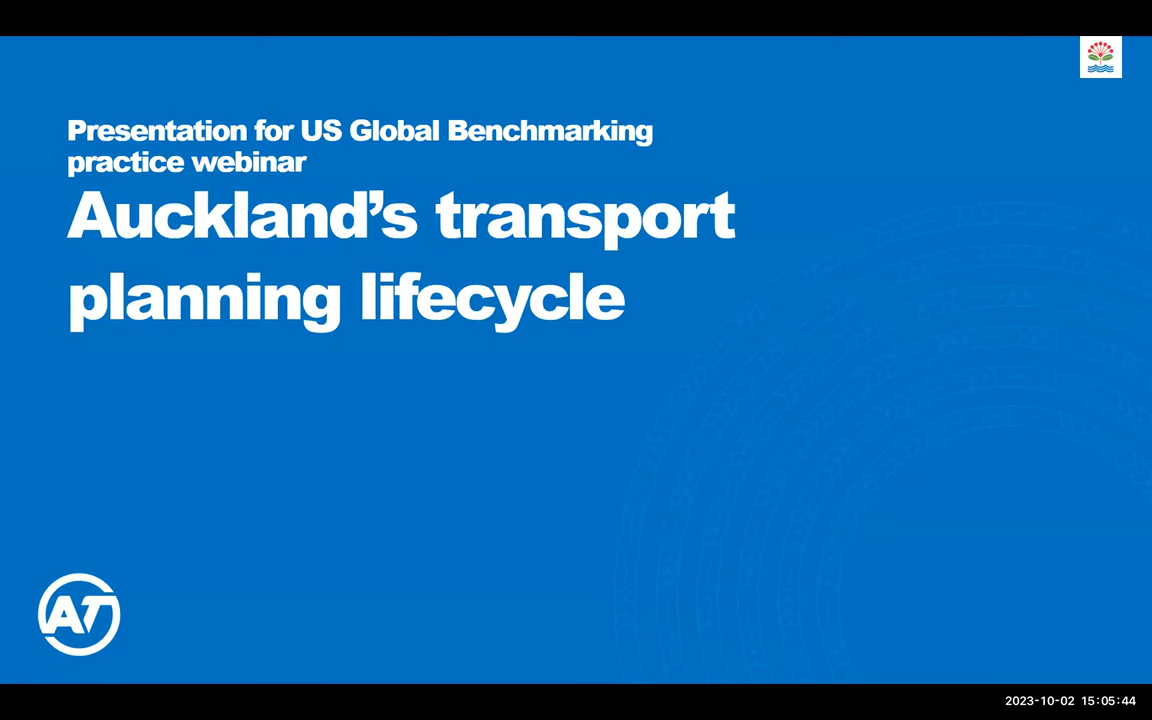 Presentation for US Global Benchmarking
practice webinar
Auckland’s transport
planning lifecycle
AT
2023-10-02 15:05:44